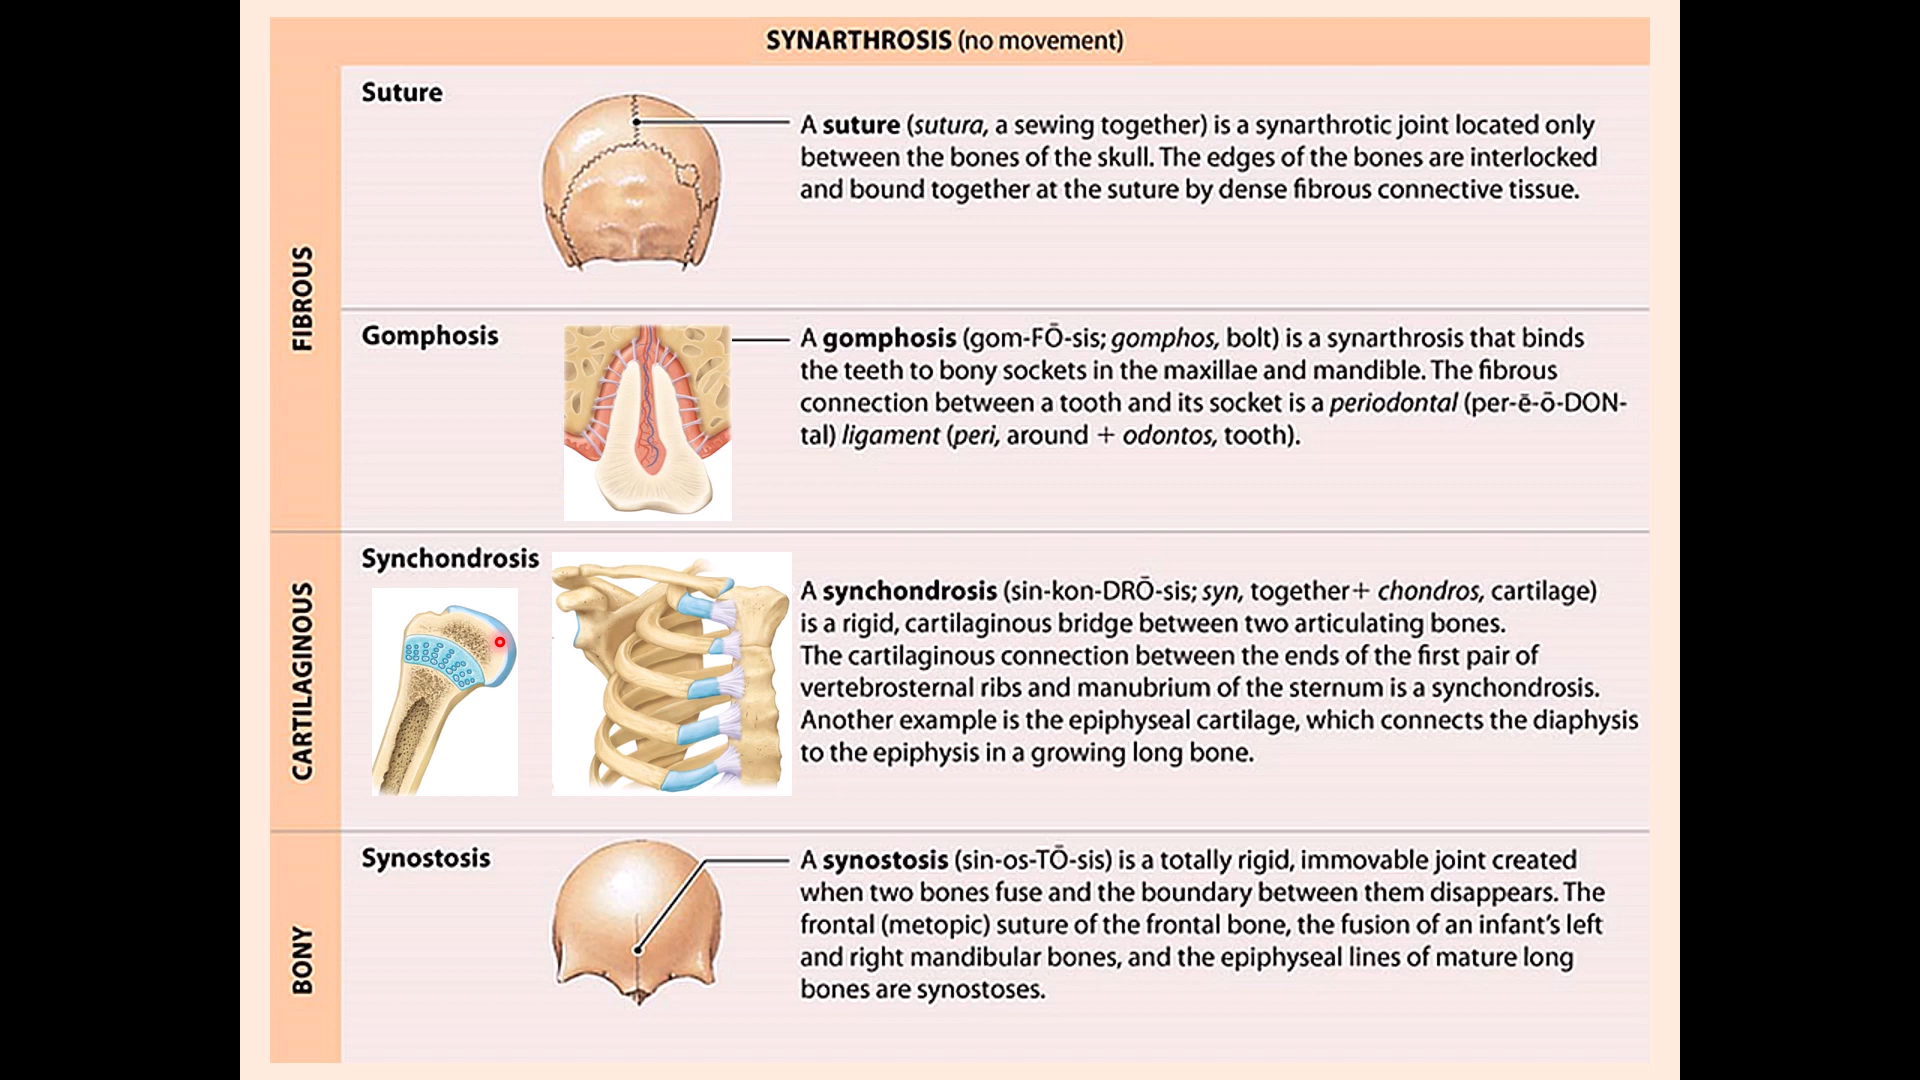 SYNARTHROSIS (no movement)
FIBROUS
Suture
A suture (sutura, a sewing together) is a synarthrotic joint located only
between the bones of the skull. The edges of the bones are interlocked
and bound together at the suture by dense fibrous connective tissue.
Gomphosis
A gomphosis (gom-FŌ-sis; gomphos, bolt) is a synarthrosis that binds
the teeth to bony sockets in the maxillae and mandible. The fibrous
connection between a tooth and its socket is a periodontal (per-ē-ō-DON-
tal) ligament (peri, around + odontos, tooth).
CARTILAGINOUS
Synchondrosis
A synchondrosis (sin-kon-DRŌ-sis; syn, together+ chondros, cartilage)
is a rigid, cartilaginous bridge between two articulating bones.
The cartilaginous connection between the ends of the first pair of
vertebrosternal ribs and manubrium of the sternum is a synchondrosis.
Another example is the epiphyseal cartilage, which connects the diaphysis
to the epiphysis in a growing long bone.
BONY
Synostosis
A synostosis (sin-os-TŌ-sis) is a totally rigid, immovable joint created
when two bones fuse and the boundary between them disappears. The
frontal (metopic) suture of the frontal bone, the fusion of an infant's left
and right mandibular bones, and the epiphyseal lines of mature long
bones are synostoses.